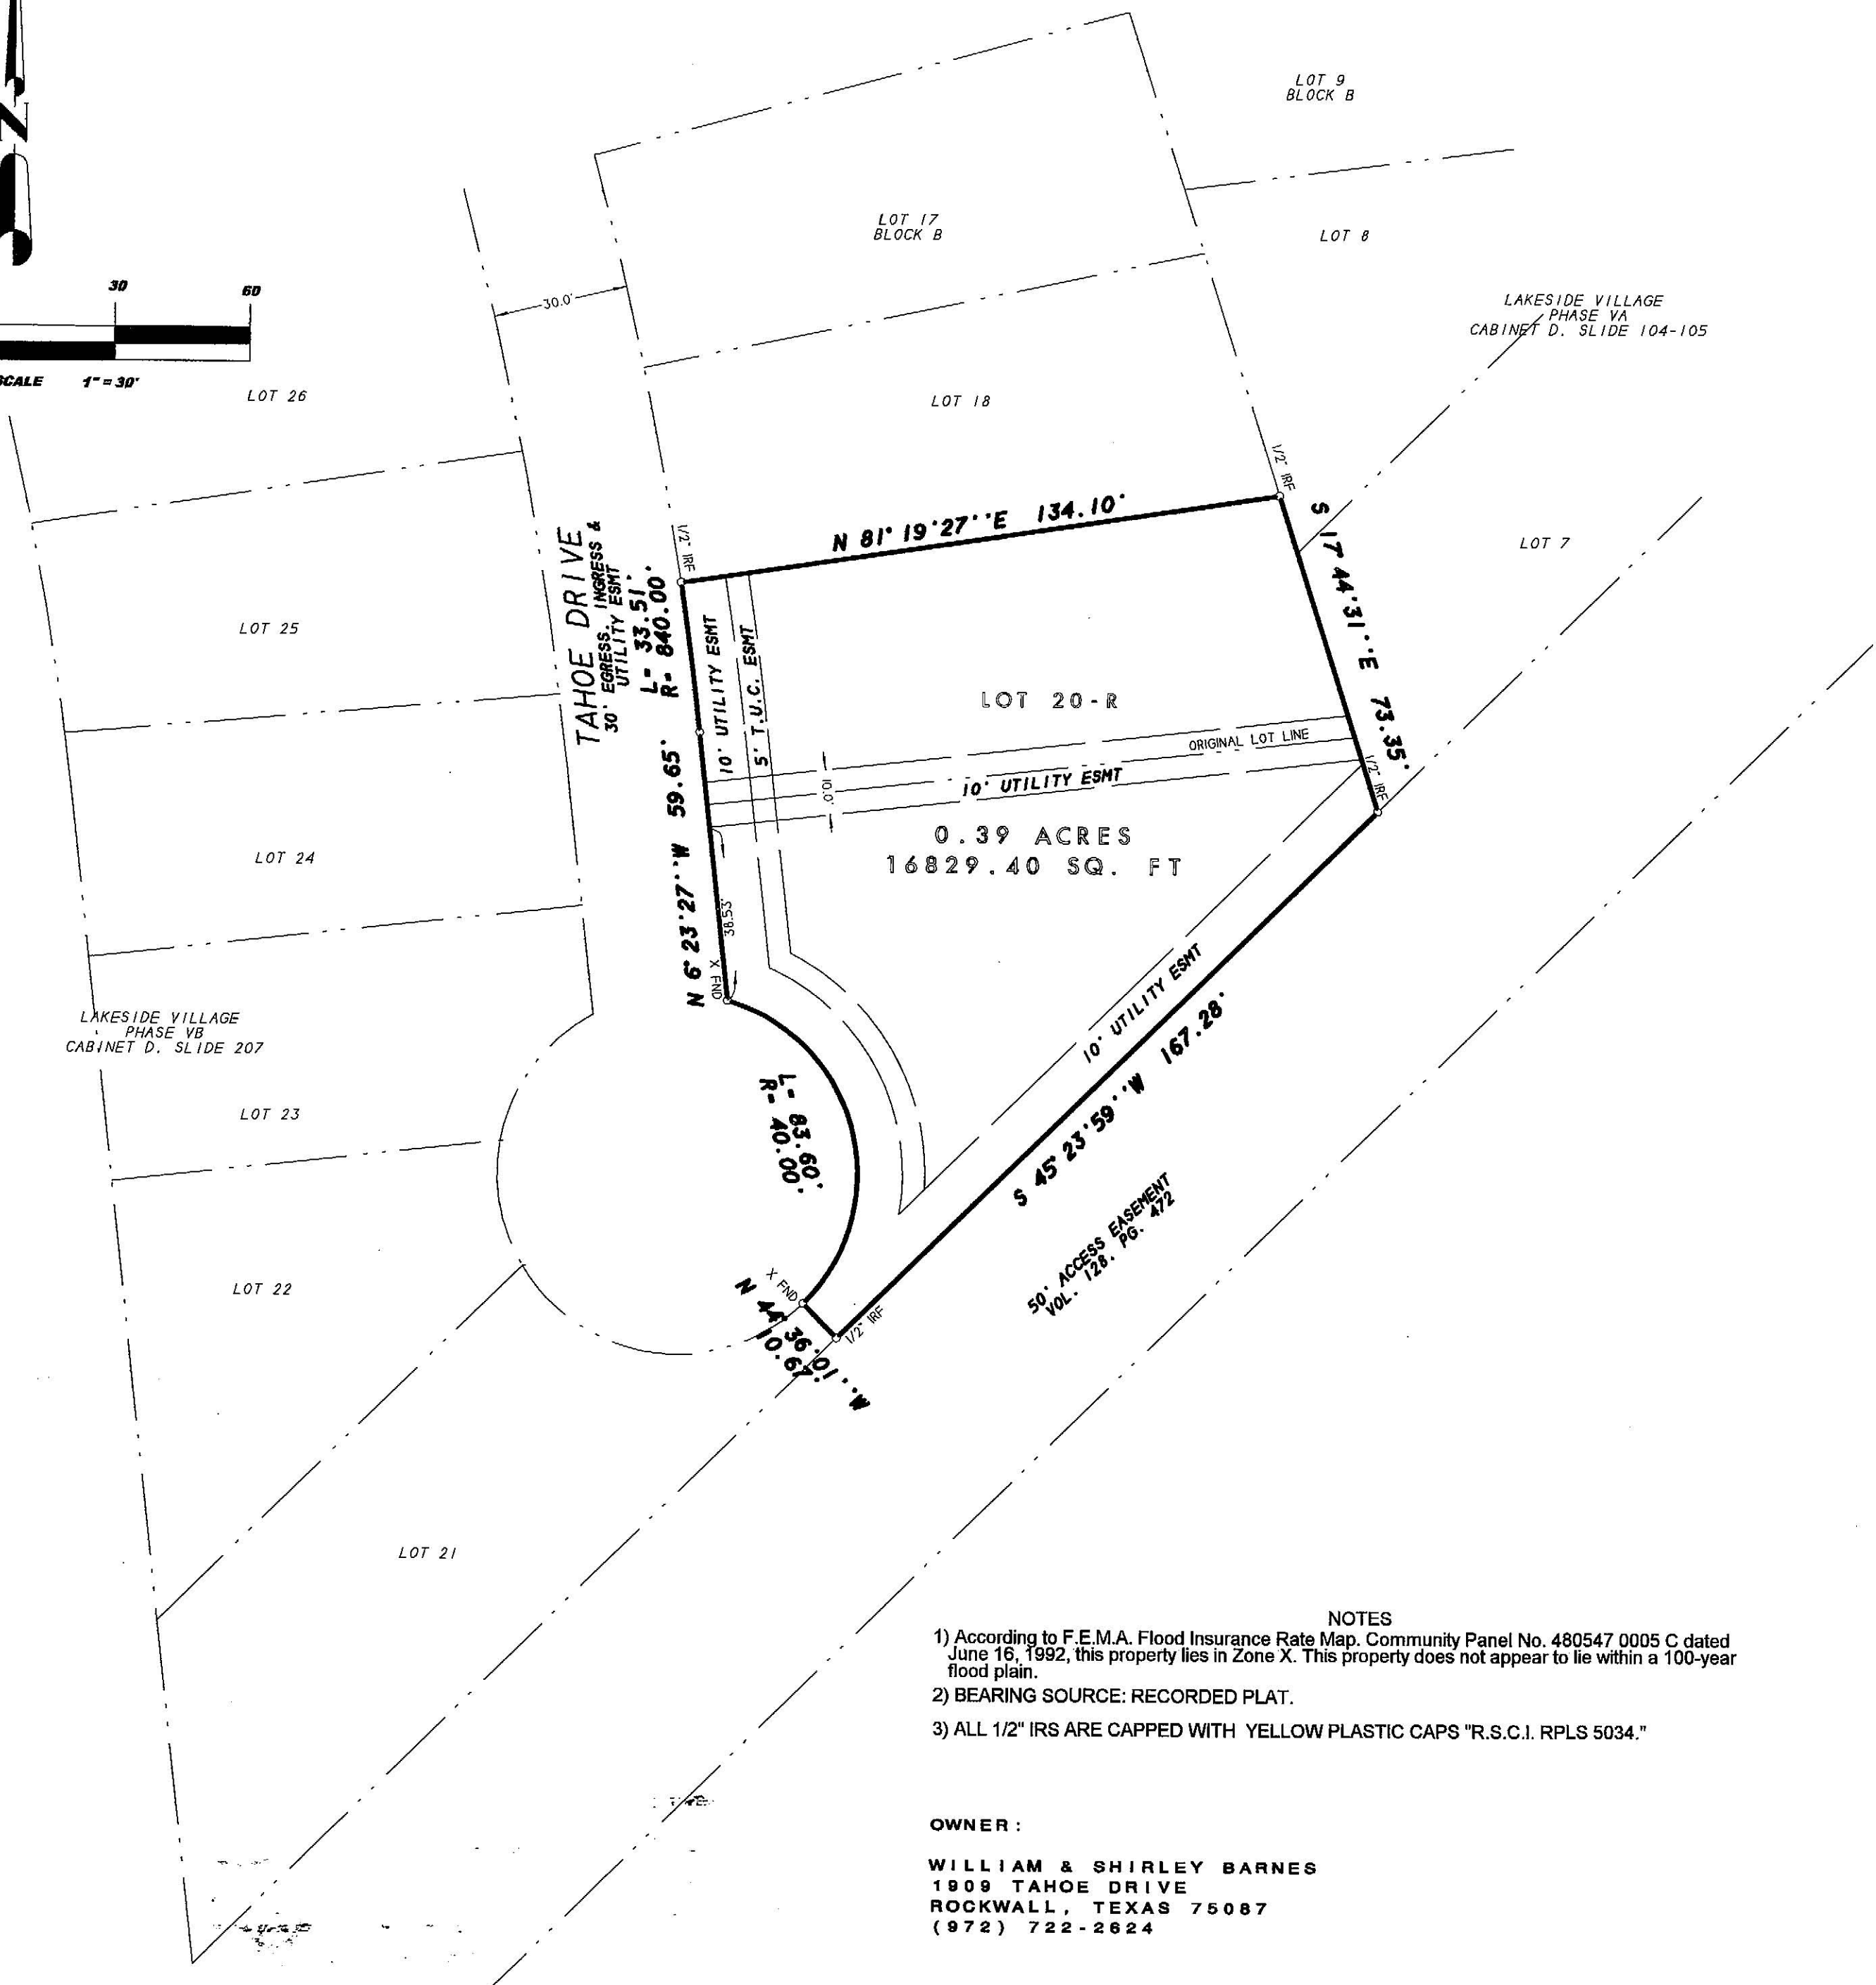 N
30
60
SCALE 1" = 30'
LOT 9
BLOCK B
LOT 17
BLOCK B
LOT 8
30.0'
LAKESIDE VILLAGE
PHASE VA
CABINET D. SLIDE 104-105
LOT 26
LOT 18
1/2" IRF
1/2" IRF
N 81° 19'27''E 134.10'
S 17° 44'31''E 73.35'
LOT 7
TAHOE DRIVE
30' EGRESS. INGRESS &
UTILITY ESMT
L= 33.51'
R= 840.00'
LOT 25
10' UTILITY ESMT
5' T.U.C. ESMT
LOT 20-R
ORIGINAL LOT LINE
10' UTILITY ESMT
10.0'
1/2" IRF
0.39 ACRES
16829.40 SQ. FT
LOT 24
N 6° 23'27''W 59.65'
38.53'
X FND
10' UTILITY ESMT
S 45° 23'59''W 167.28'
LAKESIDE VILLAGE
PHASE VB
CABINET D. SLIDE 207
L= 83.60'
R= 40.00'
LOT 23
50' ACCESS EASEMENT
VOL. 128. PG. 472
LOT 22
X FND
1/2" IRF
N 44° 36'01''W
10.67'
LOT 21
NOTES
1) According to F.E.M.A. Flood Insurance Rate Map. Community Panel No. 480547 0005 C dated
June 16, 1992, this property lies in Zone X. This property does not appear to lie within a 100-year
flood plain.
2) BEARING SOURCE: RECORDED PLAT.
3) ALL 1/2" IRS ARE CAPPED WITH YELLOW PLASTIC CAPS "R.S.C.I. RPLS 5034."
OWNER:
WILLIAM & SHIRLEY BARNES
1909 TAHOE DRIVE
ROCKWALL, TEXAS 75087
(972) 722-2624